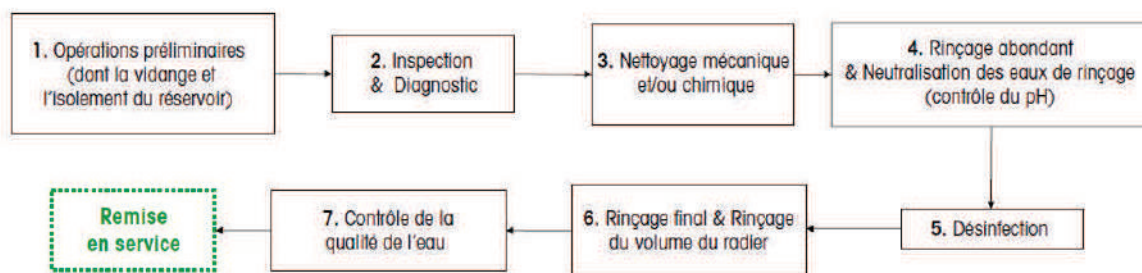 1. Opérations préliminaires
(dont la vidange et
l'isolement du réservoir)
2. Inspection
& Diagnostic
3. Nettoyage mécanique
et/ou chimique
4. Rinçage abondant
& Neutralisation des eaux de rinçage
(contrôle du pH)
5. Désinfection
6. Rinçage final & Rinçage
du volume du radier
7. Contrôle de la
qualité de l'eau
Remise
en service